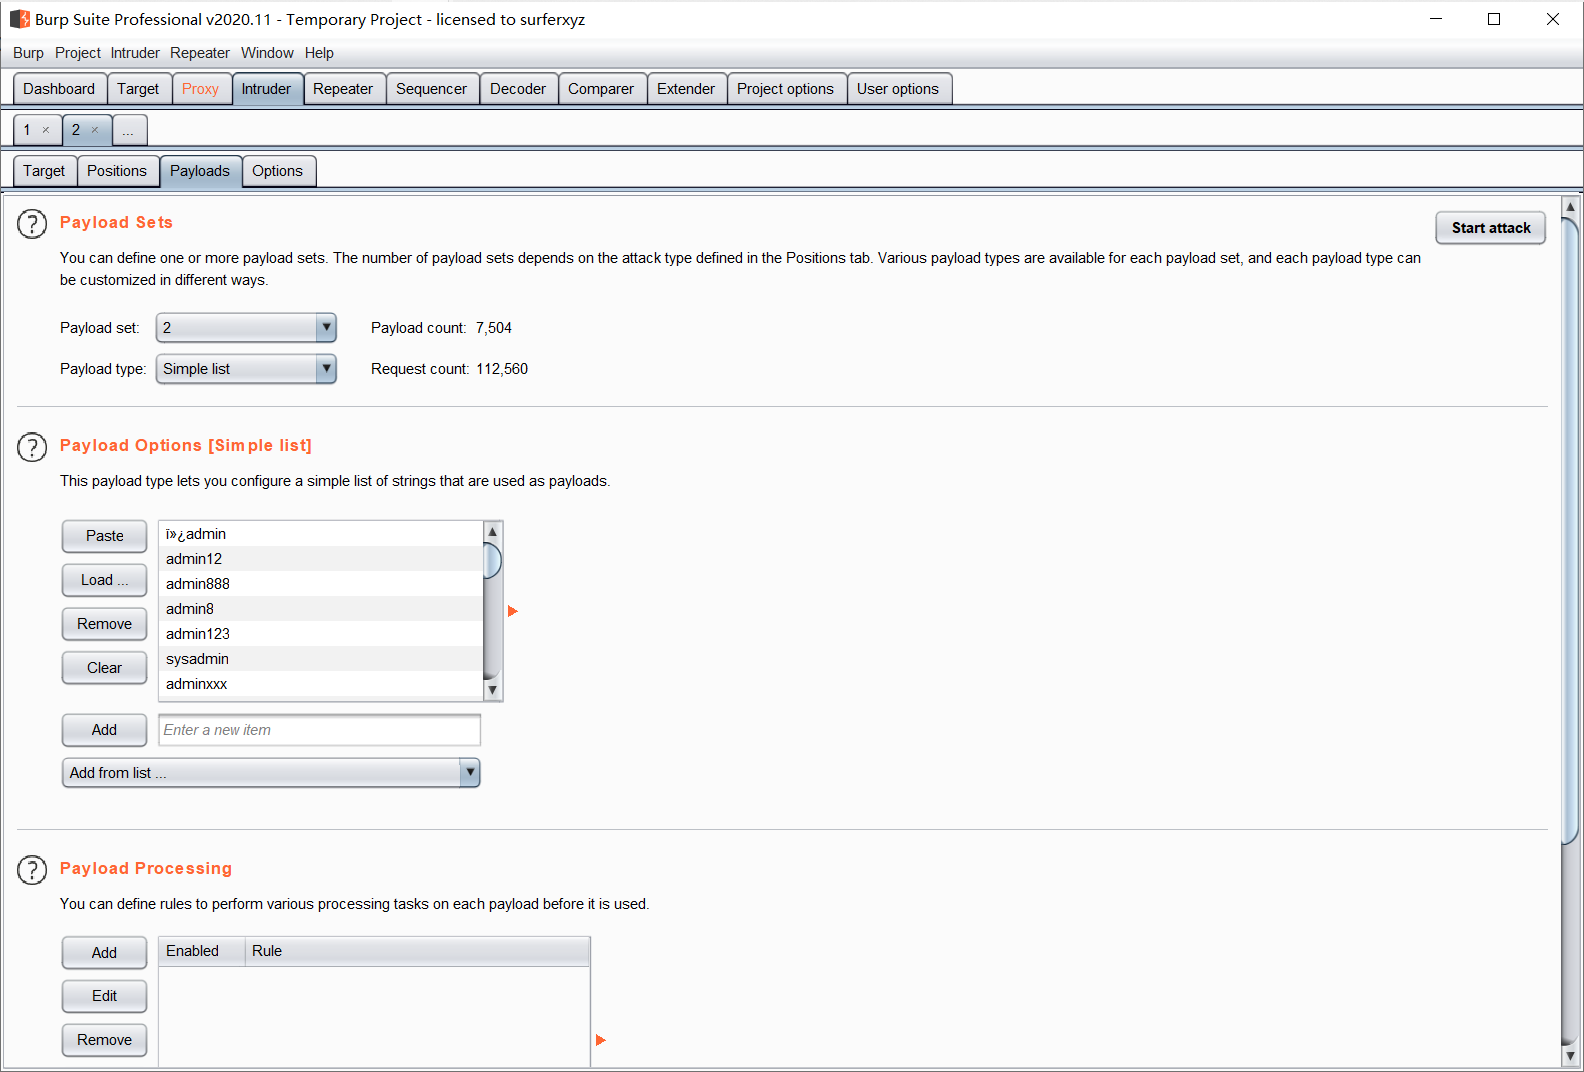 Burp Suite Professional v2020.11 - Temporary Project - licensed to surferxyz
Burp Project Intruder Repeater Window Help
Dashboard Target Proxy Intruder Repeater Sequencer Decoder Comparer Extender Project options User options
1 × 2 × ...
Target Positions Payloads Options
? Payload Sets
Start attack
You can define one or more payload sets. The number of payload sets depends on the attack type defined in the Positions tab. Various payload types are available for each payload set, and each payload type can
be customized in different ways.
Payload set: 2 Payload count: 7,504
Payload type: Simple list Request count: 112,560
? Payload Options [Simple list]
This payload type lets you configure a simple list of strings that are used as payloads.
Paste
Load ...
Remove
Clear
ï»¿admin
admin12
admin888
admin8
admin123
sysadmin
adminxxx
Add Enter a new item
Add from list ...
? Payload Processing
You can define rules to perform various processing tasks on each payload before it is used.
Add
Edit
Remove
Enabled Rule